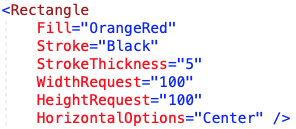 <Rectangle
Fill="OrangeRed"
Stroke="Black"
StrokeThickness="5"
WidthRequest="100"
HeightRequest="100"
HorizontalOptions="Center" />